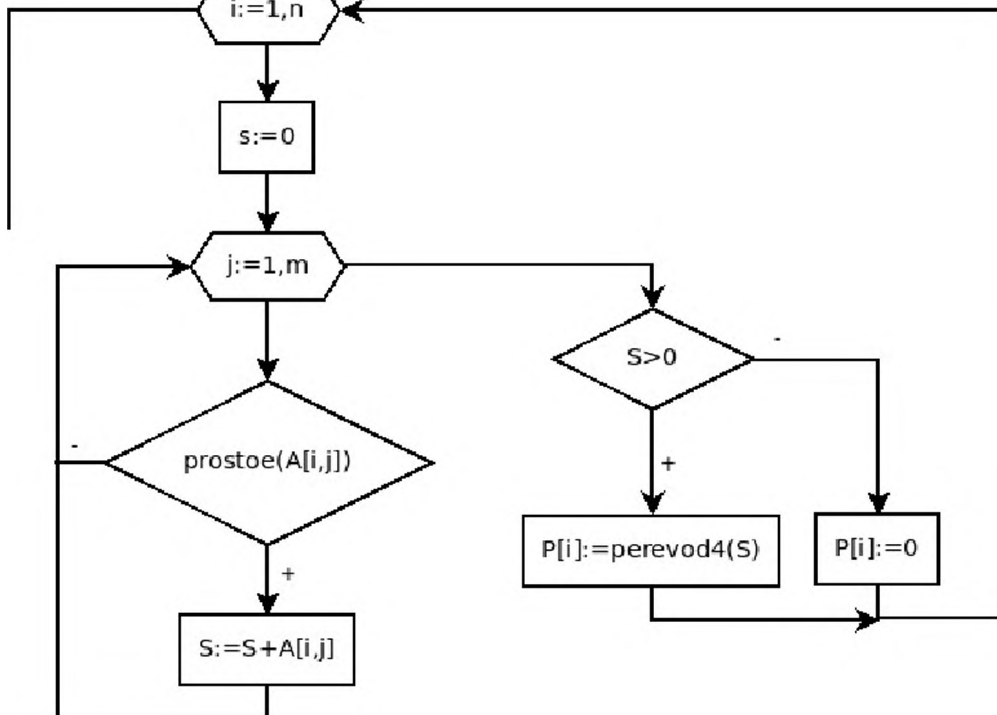 i:=1,n
s:=0
j:=1,m
S>0
-
-
prostoe(A[i,j])
+
P[i]:=perevod4(S)
P[i]:=0
+
S:=S+A[i,j]